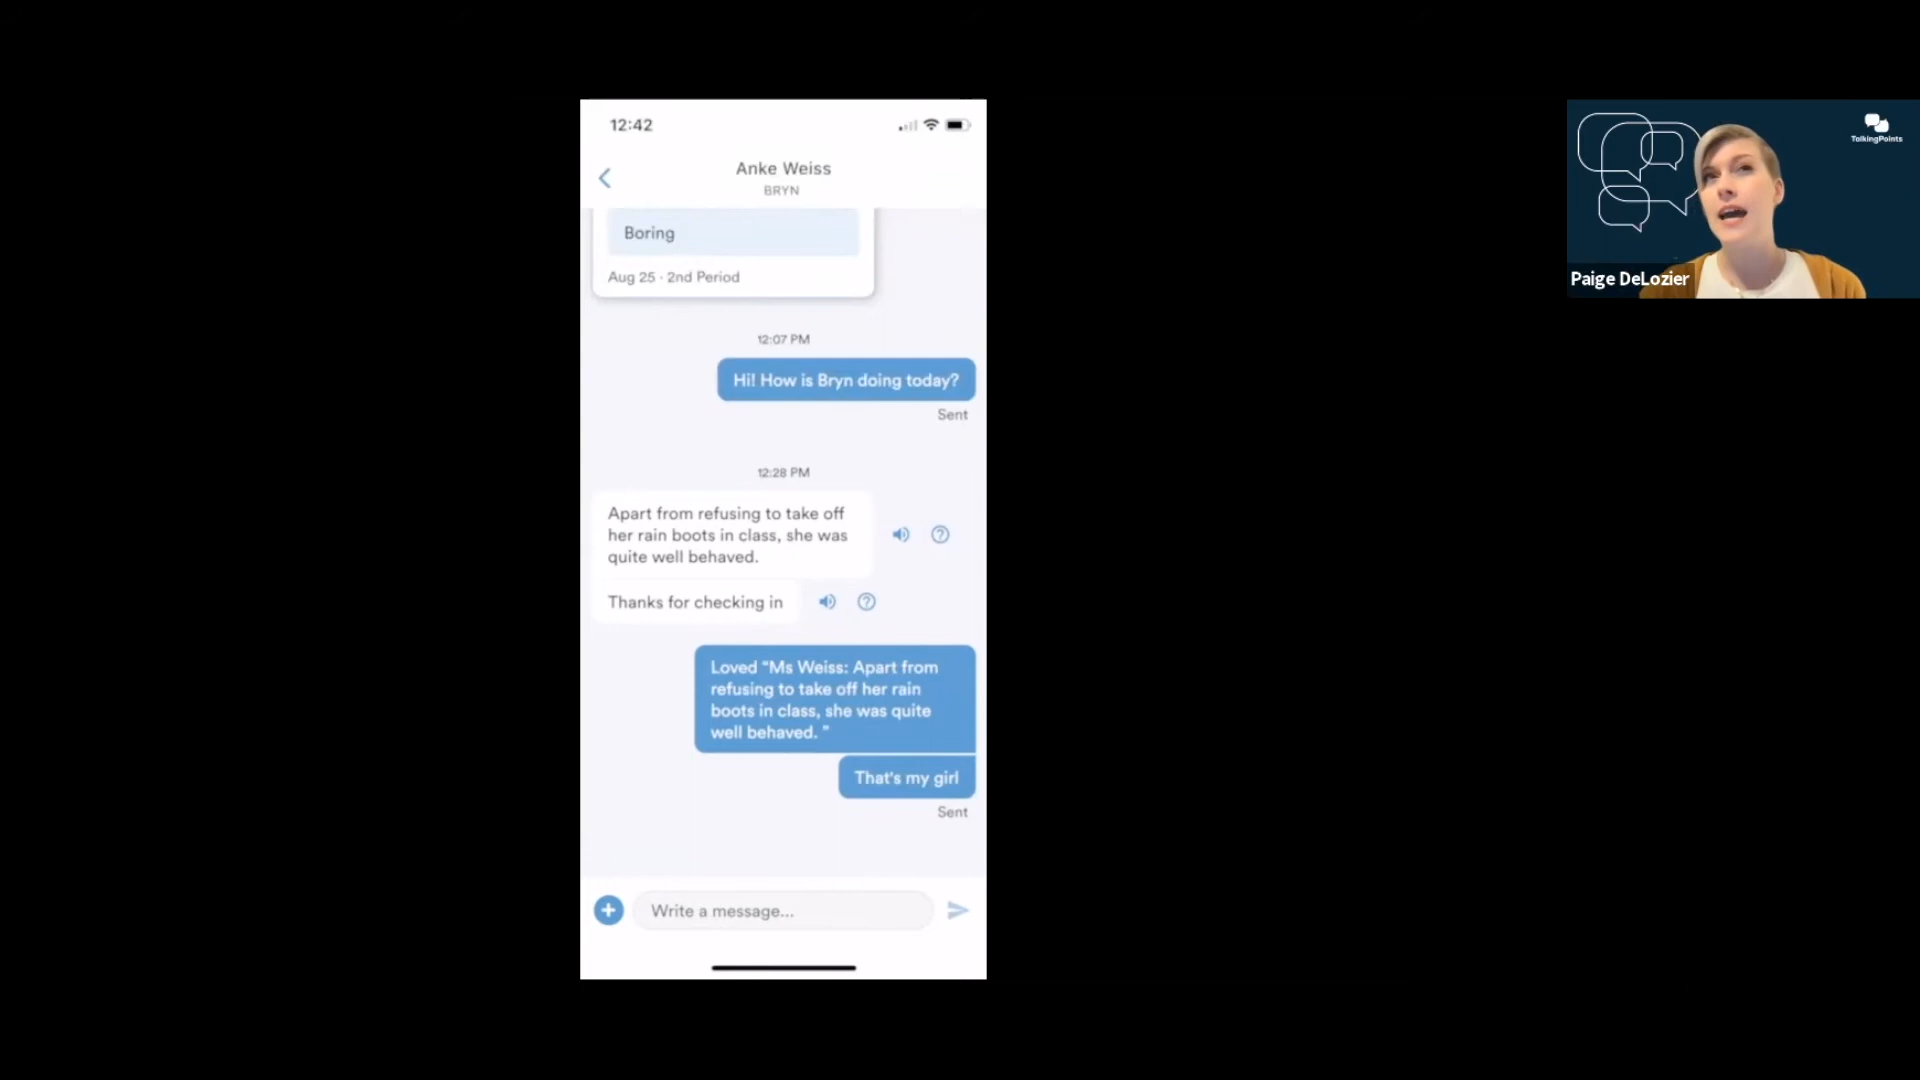 12:42
Anke Weiss
BRYN
Boring
Aug 25 · 2nd Period
12:07 PM
Hi! How is Bryn doing today?
Sent
12:28 PM
Apart from refusing to take off
her rain boots in class, she was
quite well behaved.
Thanks for checking in
Loved “Ms Weiss: Apart from
refusing to take off her rain
boots in class, she was quite
well behaved. ”
That's my girl
Sent
Write a message...
TalkingPoints
Paige DeLozier